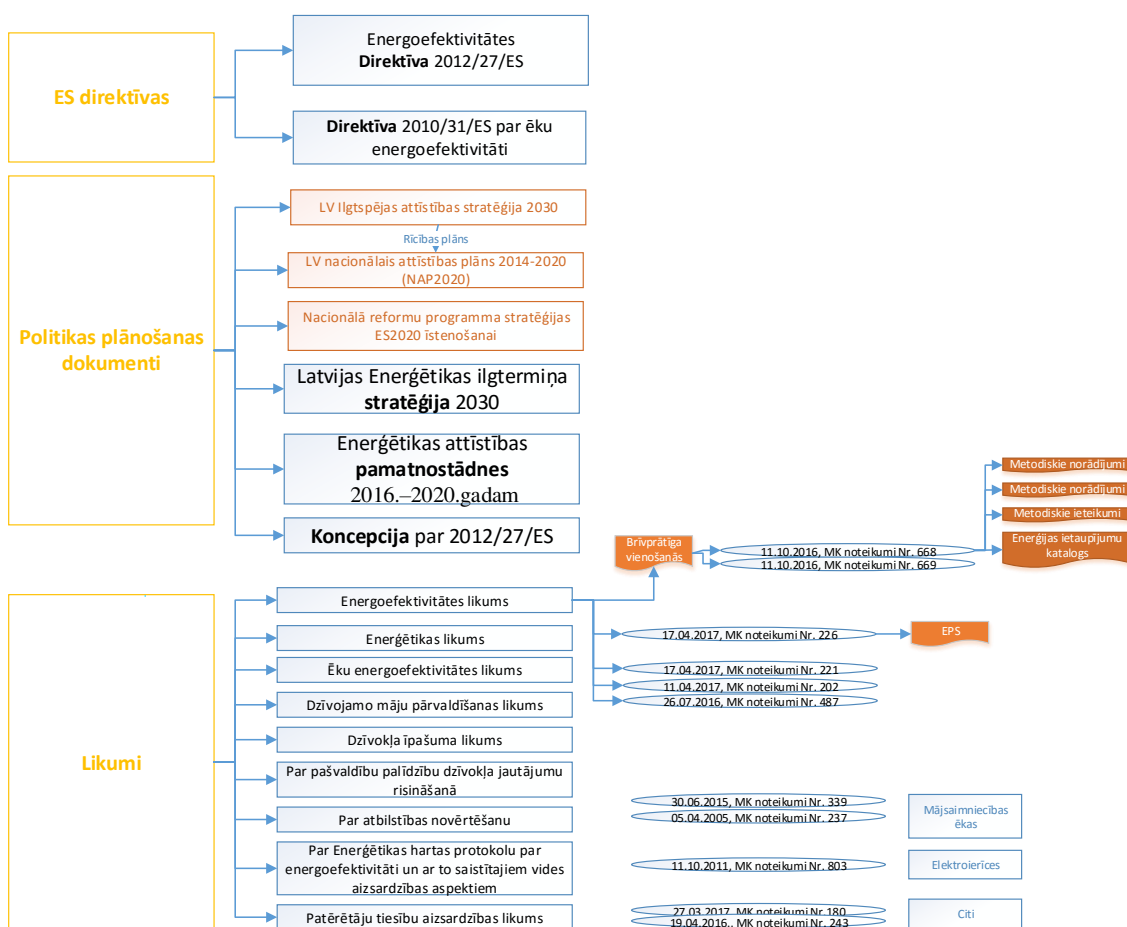 ES direktīvas
Energoefektivitātes
Direktīva 2012/27/ES
Direktīva 2010/31/ES par ēku
energoefektivitāti
Politikas plānošanas
dokumenti
LV Ilgtspējas attīstības stratēģija 2030
Rīcības plāns
LV nacionālais attīstības plāns 2014-2020
(NAP2020)
Nacionālā reformu programma stratēģijas
ES2020 īstenošanai
Latvijas Enerģētikas ilgtermiņa
stratēģija 2030
Enerģētikas attīstības
pamatnostādnes
2016.–2020.gadam
Koncepcija par 2012/27/ES
Brīvprātīga
vienošanās
11.10.2016, MK noteikumi Nr. 668
11.10.2016, MK noteikumi Nr. 669
Metodiskie norādījumi
Metodiskie norādījumi
Metodiskie ieteikumi
Enerģijas ietaupījumu
katalogs
Likumi
Energoefektivitātes likums
Enerģētikas likums
Ēku energoefektivitātes likums
Dzīvojamo māju pārvaldīšanas likums
Dzīvokļa īpašuma likums
Par pašvaldību palīdzību dzīvokļa jautājumu
risināšanā
Par atbilstības novērtēšanu
Par Enerģētikas hartas protokolu par
energoefektivitāti un ar to saistītajiem vides
aizsardzības aspektiem
Patērētāju tiesību aizsardzības likums
17.04.2017, MK noteikumi Nr. 226
EPS
17.04.2017, MK noteikumi Nr. 221
11.04.2017, MK noteikumi Nr. 202
26.07.2016, MK noteikumi Nr. 487
30.06.2015, MK noteikumi Nr. 339
05.04.2005, MK noteikumi Nr. 237
Mājsaimniecības
ēkas
11.10.2011, MK noteikumi Nr. 803
Elektroierīces
27.03.2017, MK noteikumi Nr. 180
19.04.2016., MK noteikumi Nr. 243
Citi